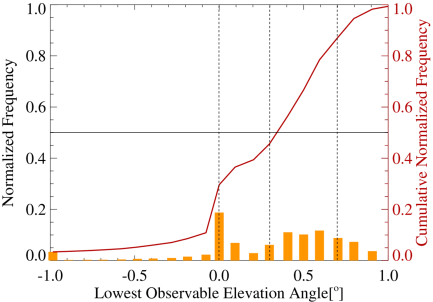 1.0 1.0
0.8 0.8
0.6 0.6
0.4 0.4
0.2 0.2
0.0 0.0
-1.0 -0.5 0.0 0.5 1.0
Normalized Frequency
Cumulative Normalized Frequency
Lowest Observable Elevation Angle[°]